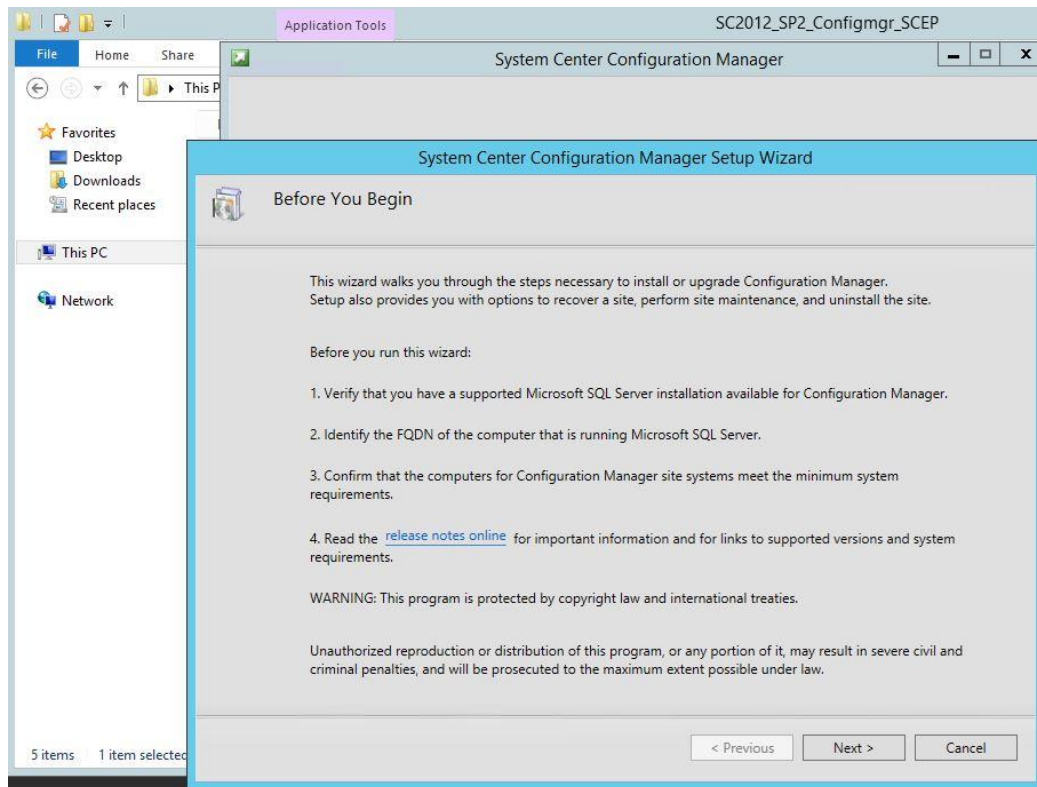 Application Tools
SC2012_SP2_Configmgr_SCEP
File
Home
Share
System Center Configuration Manager
This P
Favorites
Desktop
Downloads
Recent places
This PC
Network
5 items
1 item selected
System Center Configuration Manager Setup Wizard
Before You Begin
This wizard walks you through the steps necessary to install or upgrade Configuration Manager.
Setup also provides you with options to recover a site, perform site maintenance, and uninstall the site.
Before you run this wizard:
1. Verify that you have a supported Microsoft SQL Server installation available for Configuration Manager.
2. Identify the FQDN of the computer that is running Microsoft SQL Server.
3. Confirm that the computers for Configuration Manager site systems meet the minimum system
requirements.
4. Read the release notes online for important information and for links to supported versions and system
requirements.
WARNING: This program is protected by copyright law and international treaties.
Unauthorized reproduction or distribution of this program, or any portion of it, may result in severe civil and
criminal penalties, and will be prosecuted to the maximum extent possible under law.
< Previous
Next >
Cancel